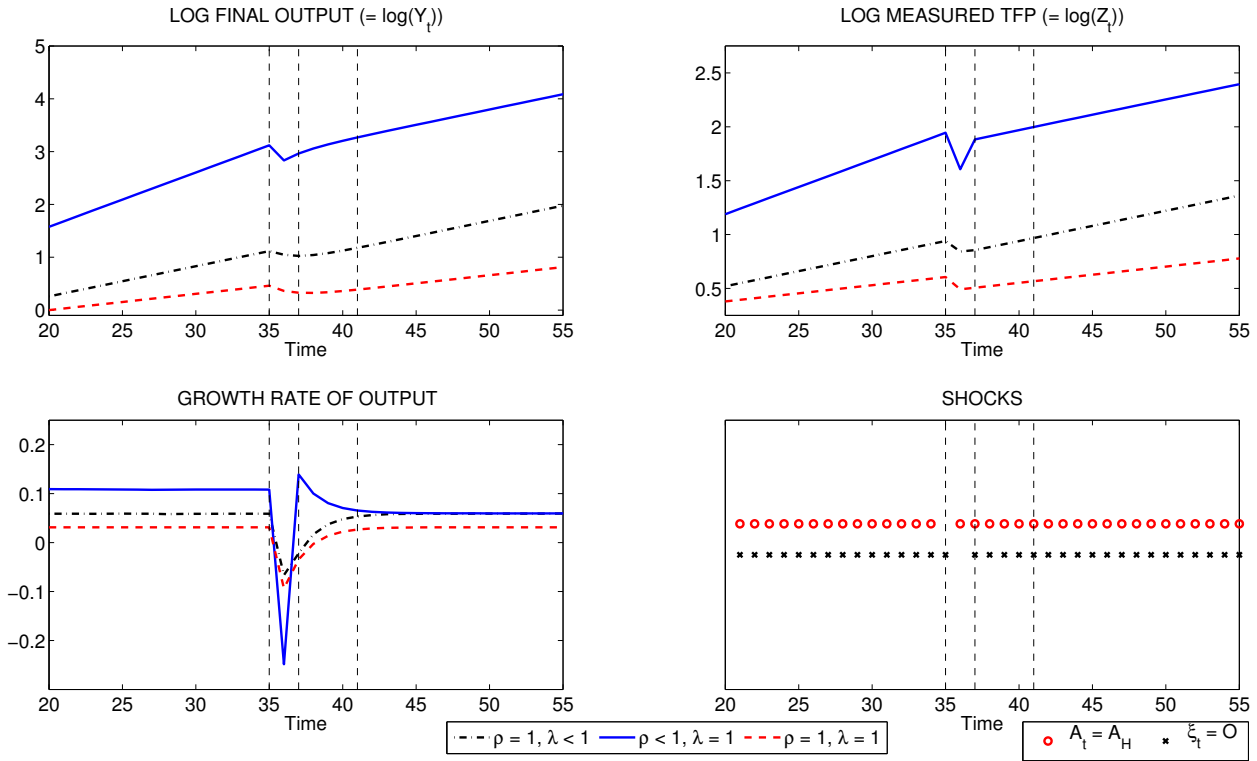 LOG FINAL OUTPUT (= log(Y_t))
5
4
3
2
1
0
20 25 30 35 40 45 50 55
Time
LOG MEASURED TFP (= log(Z_t))
2.5
2
1.5
1
0.5
20 25 30 35 40 45 50 55
Time
GROWTH RATE OF OUTPUT
0.2
0.1
0
−0.1
−0.2
20 25 30 35 40 45 50 55
Time
SHOCKS
20 25 30 35 40 45 50 55
Time
ρ = 1, λ < 1 ρ < 1, λ = 1 ρ = 1, λ = 1
A_t = A_H ξ_t = O